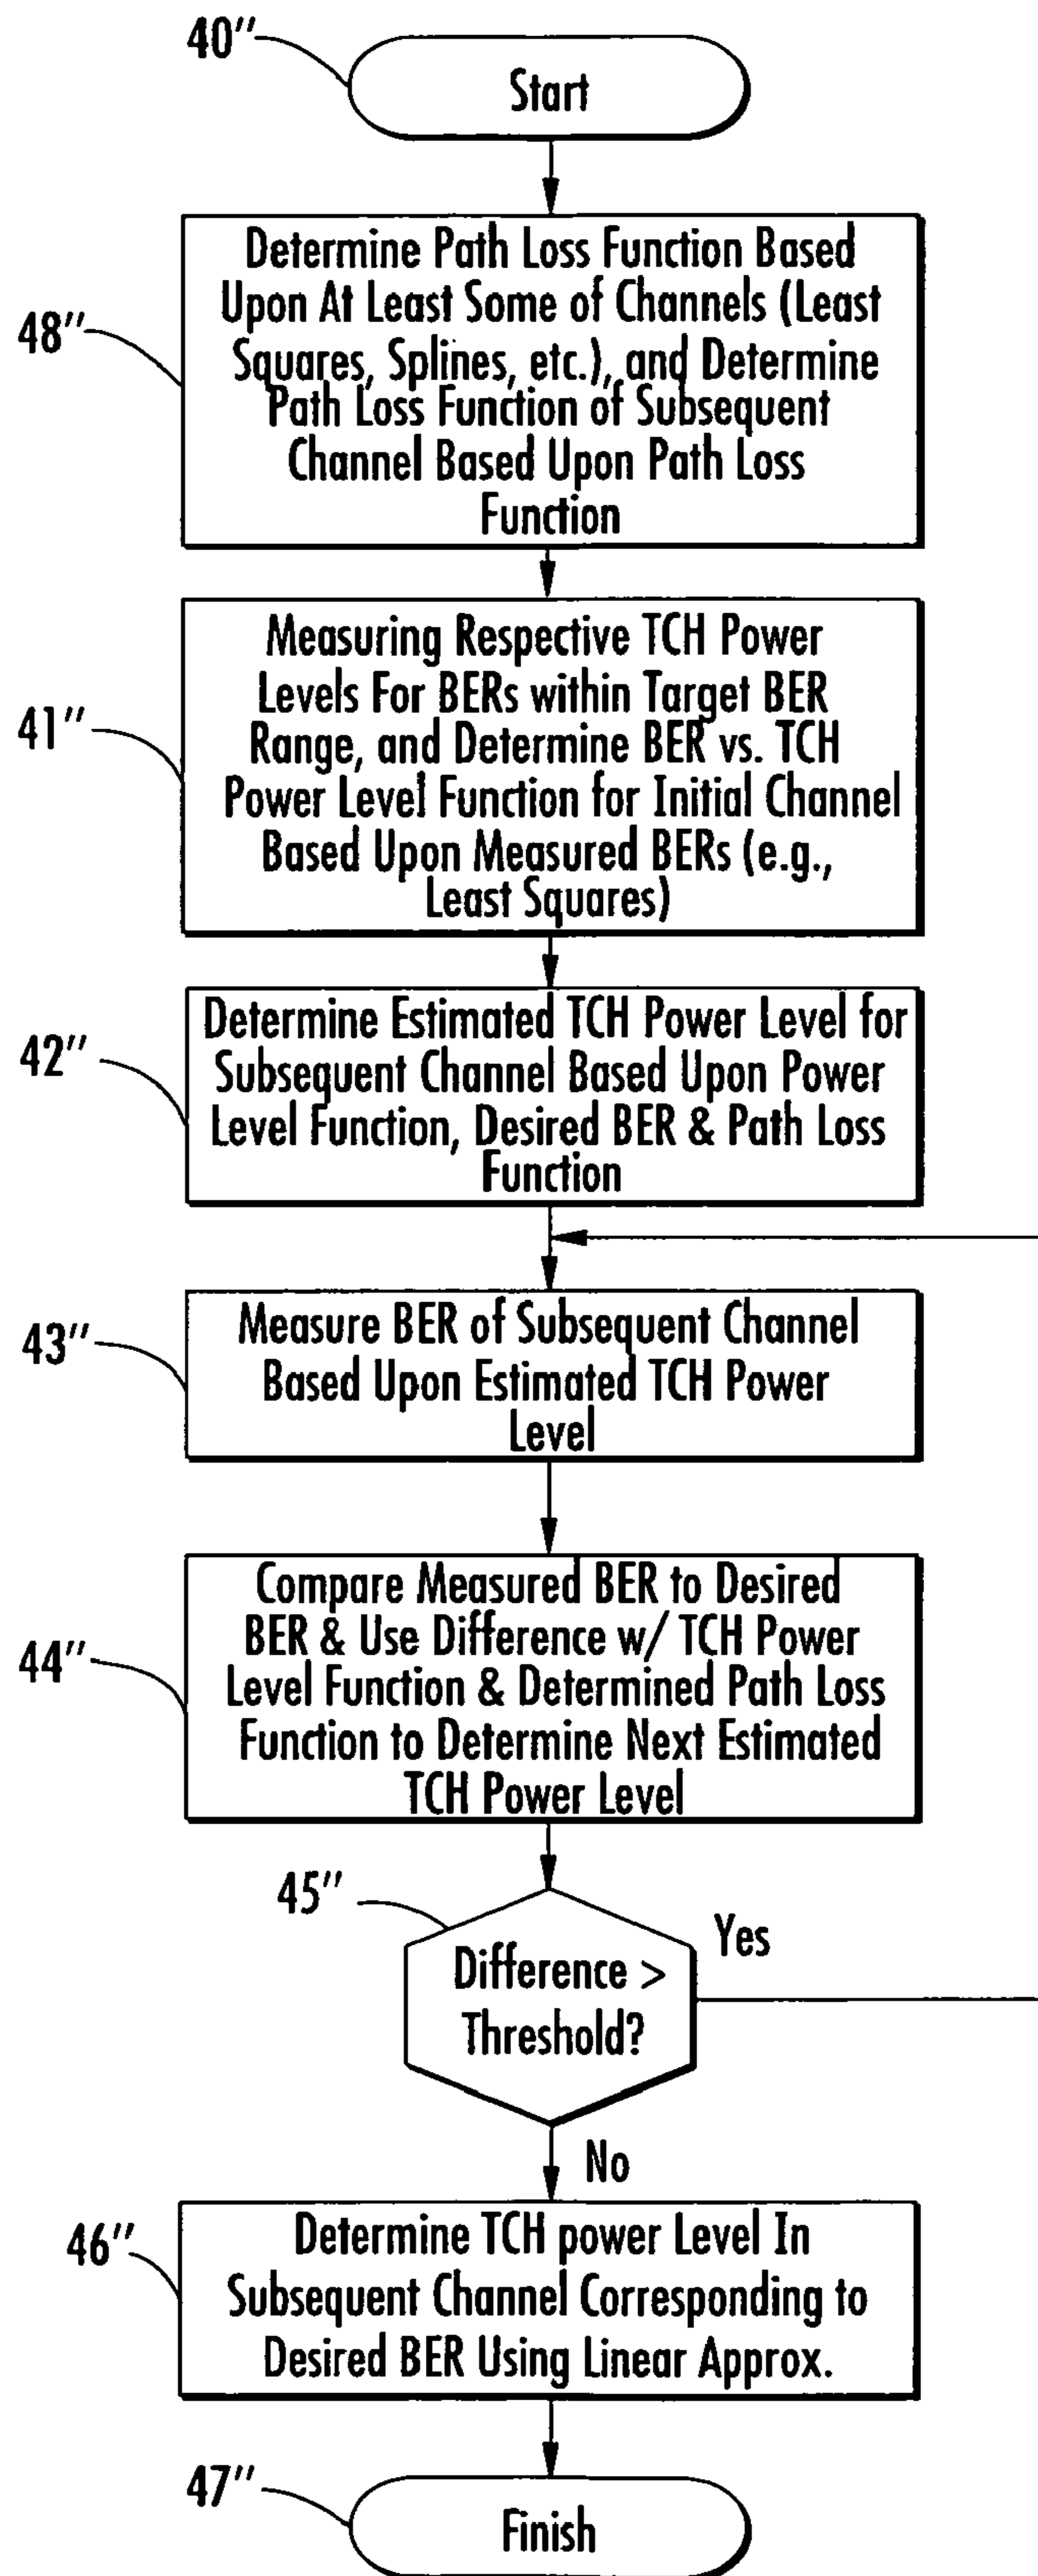 40"
Start
48"
Determine Path Loss Function Based
Upon At Least Some of Channels (Least
Squares, Splines, etc.), and Determine
Path Loss Function of Subsequent
Channel Based Upon Path Loss
Function
41"
Measuring Respective TCH Power
Levels For BERs within Target BER
Range, and Determine BER vs. TCH
Power Level Function for Initial Channel
Based Upon Measured BERs (e.g.,
Least Squares)
42"
Determine Estimated TCH Power Level for
Subsequent Channel Based Upon Power
Level Function, Desired BER & Path Loss
Function
43"
Measure BER of Subsequent Channel
Based Upon Estimated TCH Power
Level
44"
Compare Measured BER to Desired
BER & Use Difference w/ TCH Power
Level Function & Determined Path Loss
Function to Determine Next Estimated
TCH Power Level
45"
Difference >
Threshold?
Yes
No
46"
Determine TCH power Level In
Subsequent Channel Corresponding to
Desired BER Using Linear Approx.
47"
Finish